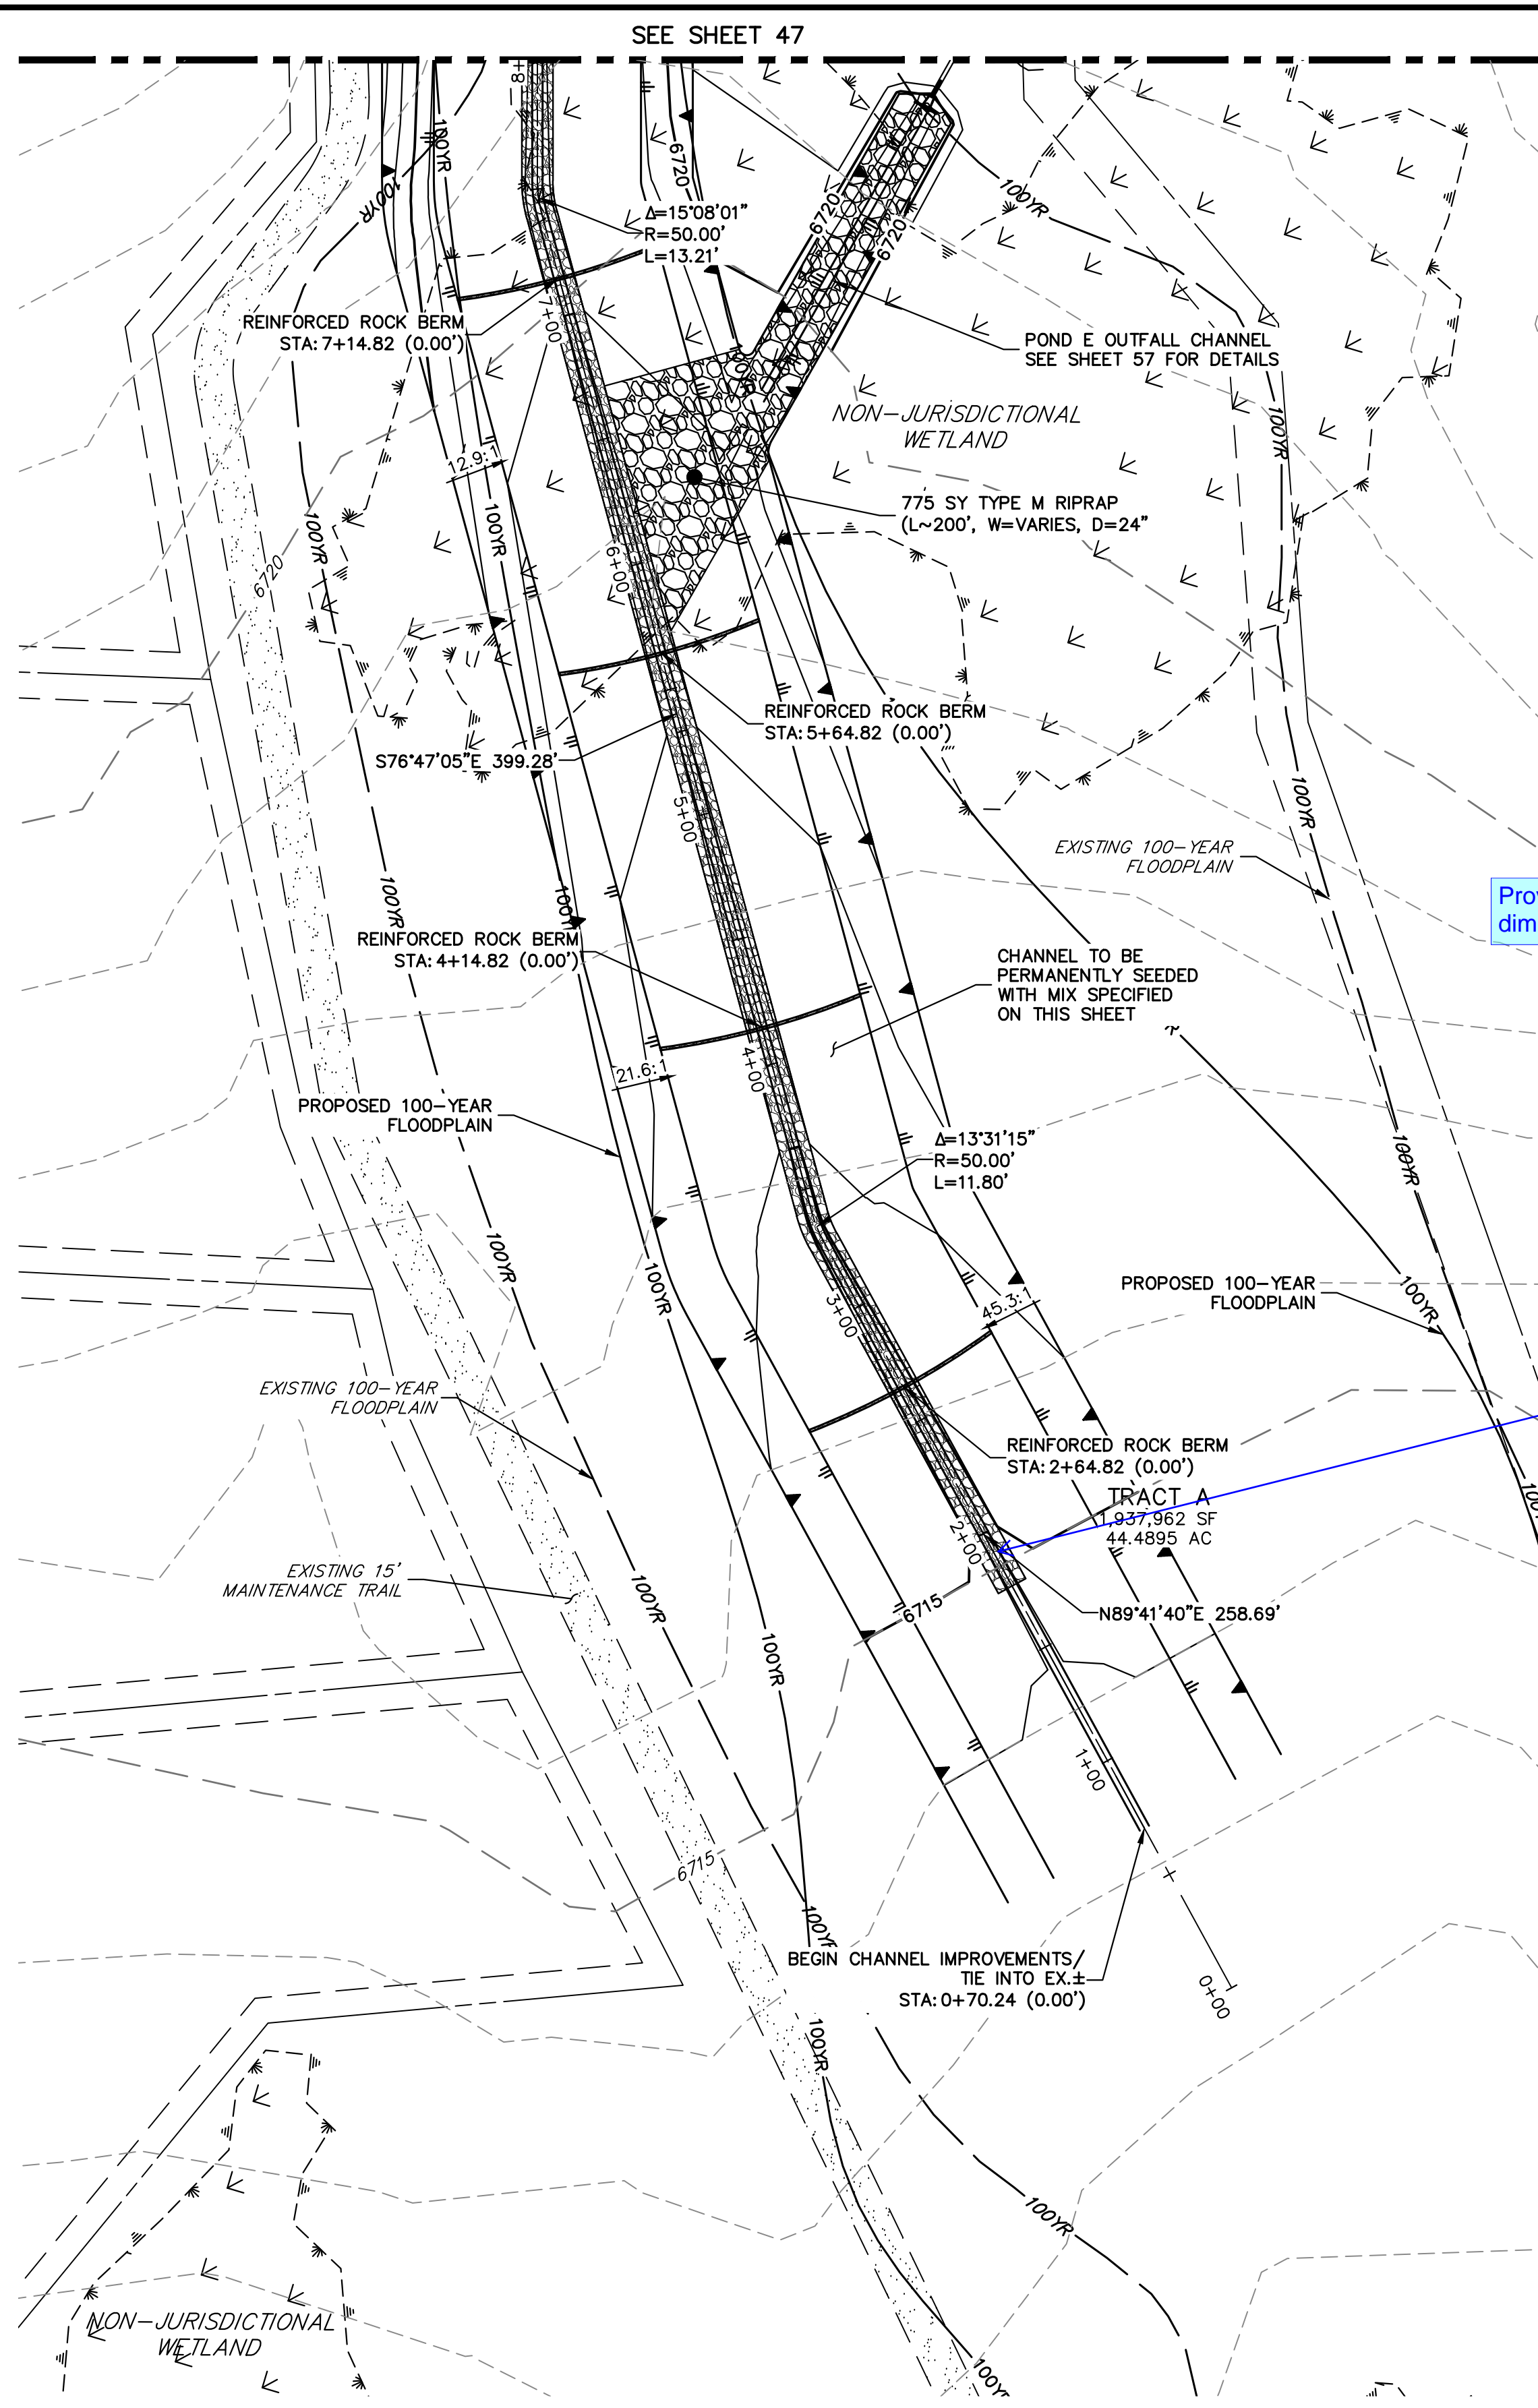 SEE SHEET 47
100YR
6720
100YR
100YR
6720
6720
Δ=15°08'01"
R=50.00'
L=13.21'
7+00
REINFORCED ROCK BERM
STA: 7+14.82 (0.00')
POND E OUTFALL CHANNEL
SEE SHEET 57 FOR DETAILS
NON-JURISDICTIONAL
WETLAND
100YR
12.9:1
775 SY TYPE M RIPRAP
(L~200', W=VARIES, D=24"
100YR
100YR
6+00
6720
REINFORCED ROCK BERM
STA: 5+64.82 (0.00')
S76°47'05"E 399.28'
5+00
100YR
EXISTING 100-YEAR
FLOODPLAIN
Prov
dim
100YR
REINFORCED ROCK BERM
STA: 4+14.82 (0.00')
CHANNEL TO BE
PERMANENTLY SEEDED
WITH MIX SPECIFIED
ON THIS SHEET
4+00
21.6:1
PROPOSED 100-YEAR
FLOODPLAIN
Δ=13°31'15"
R=50.00'
L=11.80'
100YR
100YR
100YR
PROPOSED 100-YEAR
FLOODPLAIN
100YR
45.3:1
3+00
EXISTING 100-YEAR
FLOODPLAIN
REINFORCED ROCK BERM
STA: 2+64.82 (0.00')
TRACT A
1,937,962 SF
44.4895 AC
2+00
EXISTING 15'
MAINTENANCE TRAIL
100YR
6715
N89°41'40"E 258.69'
100YR
1+00
6715
BEGIN CHANNEL IMPROVEMENTS/
TIE INTO EX.±
STA: 0+70.24 (0.00')
0+00
100YR
100YR
NON-JURISDICTIONAL
WETLAND